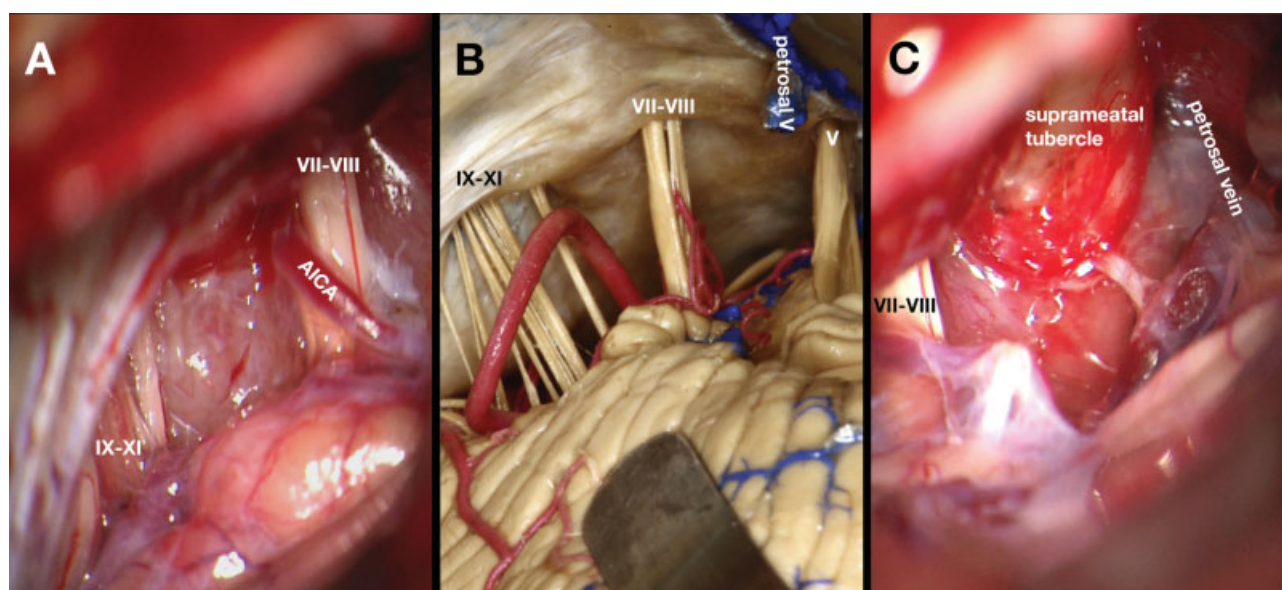 A
VII-VIII
AICA
IX-XI
B
petrosal V
VII-VIII
V
IX-XI
C
suprameatal
tubercle
petrosal vein
VII-VIII